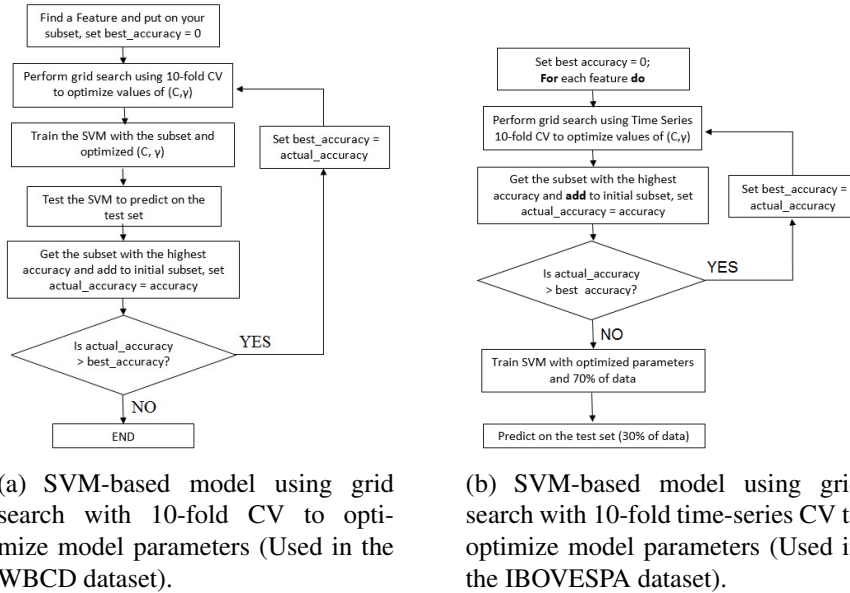 Find a Feature and put on your
subset, set best_accuracy = 0
Perform grid search using 10-fold CV
to optimize values of (C,γ)
Train the SVM with the subset and
optimized (C, γ)
Set best_accuracy =
actual_accuracy
Test the SVM to predict on the
test set
Get the subset with the highest
accuracy and add to initial subset, set
actual_accuracy = accuracy
Is actual_accuracy
> best_accuracy?
YES
NO
END
(a) SVM-based model using grid
search with 10-fold CV to opti-
mize model parameters (Used in the
WBCD dataset).
Set best accuracy = 0;
For each feature do
Perform grid search using Time Series
10-fold CV to optimize values of (C,γ)
Get the subset with the highest
accuracy and add to initial subset, set
actual_accuracy = accuracy
Set best_accuracy =
actual_accuracy
Is actual_accuracy
> best accuracy?
YES
NO
Train SVM with optimized parameters
and 70% of data
Predict on the test set (30% of data)
(b) SVM-based model using
search with 10-fold time-series CV
optimize model parameters (Used
the IBOVESPA dataset).